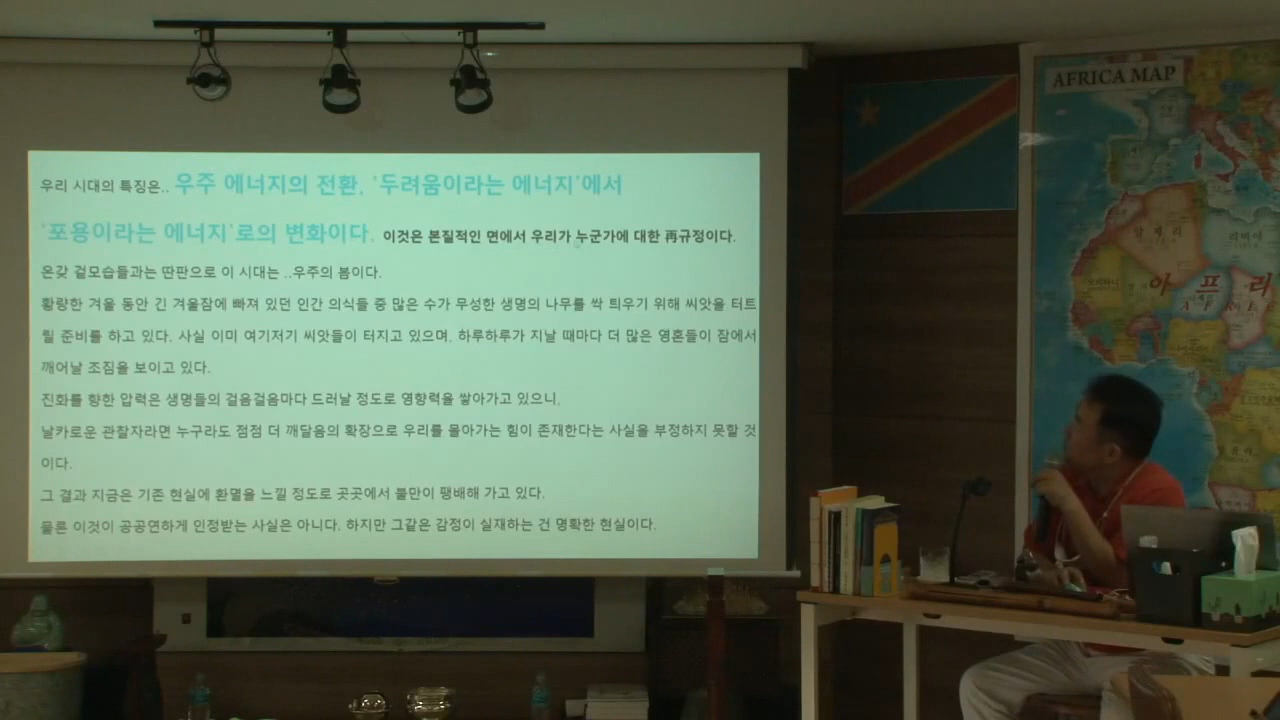 우리 시대의 특징은.. 우주 에너지의 전환, '두려움이라는 에너지'에서
'포용이라는 에너지'로의 변화이다. 이것은 본질적인 면에서 우리가 누군가에 대한 再규정이다.
온갖 겉모습들과는 딴판으로 이 시대는 ..우주의 봄이다.
황량한 겨울 동안 긴 겨울잠에 빠져 있던 인간 의식들 중 많은 수가 무성한 생명의 나무를 싹 틔우기 위해 씨앗을 터트
릴 준비를 하고 있다. 사실 이미 여기저기 씨앗들이 터지고 있으며, 하루하루가 지날 때마다 더 많은 영혼들이 잠에서
깨어날 조짐을 보이고 있다.
진화를 향한 압력은 생명들의 걸음걸음마다 드러날 정도로 영향력을 쌓아가고 있으니,
날카로운 관찰자라면 누구라도 점점 더 깨달음의 확장으로 우리를 몰아가는 힘이 존재한다는 사실을 부정하지 못할 것
이다.
그 결과 지금은 기존 현실에 환멸을 느낄 정도로 곳곳에서 불만이 팽배해 가고 있다.
물론 이것이 공공연하게 인정받는 사실은 아니다. 하지만 그같은 감정이 실재하는 건 명확한 현실이다.
AFRICA MAP
알제리
리비아
아프리